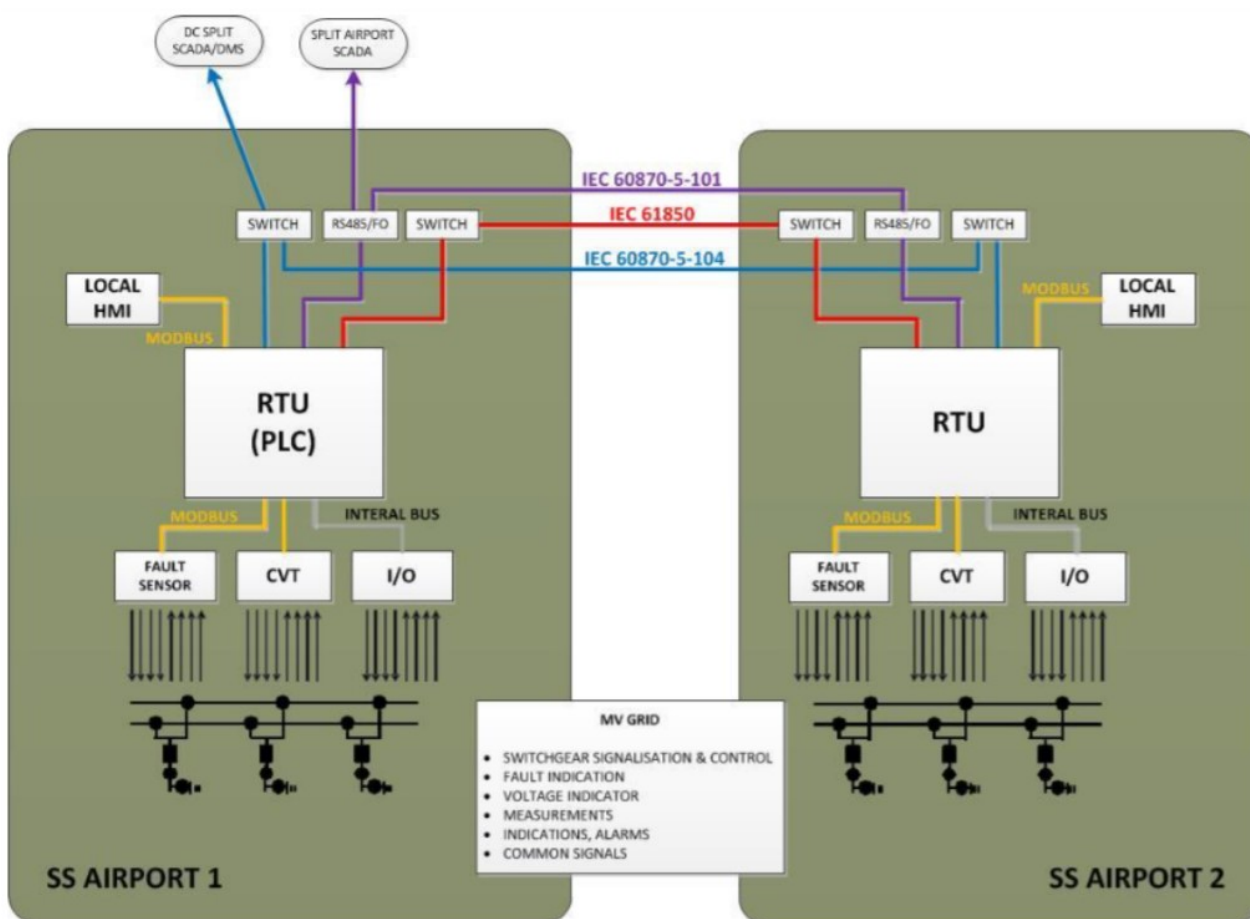 DC SPLIT
SCADA/DMS
SPLIT AIRPORT
SCADA
IEC 60870-5-101
SWITCH
RS485/FO
SWITCH
IEC 61850
SWITCH
RS485/FO
SWITCH
IEC 60870-5-104
LOCAL
HMI
MODBUS
MODBUS
LOCAL
HMI
RTU
(PLC)
RTU
MODBUS
INTERAL BUS
MODBUS
INTERAL BUS
FAULT
SENSOR
CVT
I/O
FAULT
SENSOR
CVT
I/O
MV GRID
• SWITCHGEAR SIGNALISATION & CONTROL
• FAULT INDICATION
• VOLTAGE INDICATOR
• MEASUREMENTS
• INDICATIONS, ALARMS
• COMMON SIGNALS
SS AIRPORT 1
SS AIRPORT 2